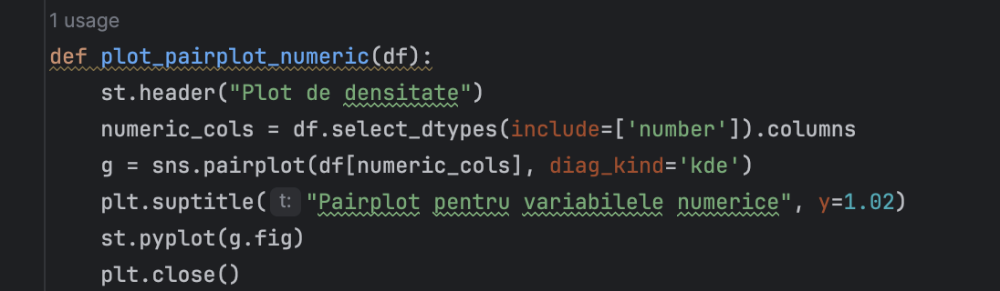 1 usage
def plot_pairplot_numeric(df):
st.header("Plot de densitate")
numeric_cols = df.select_dtypes(include=['number']).columns
g = sns.pairplot(df[numeric_cols], diag_kind='kde')
plt.suptitle( t: "Pairplot pentru variabilele numerice", y=1.02)
st.pyplot(g.fig)
plt.close()